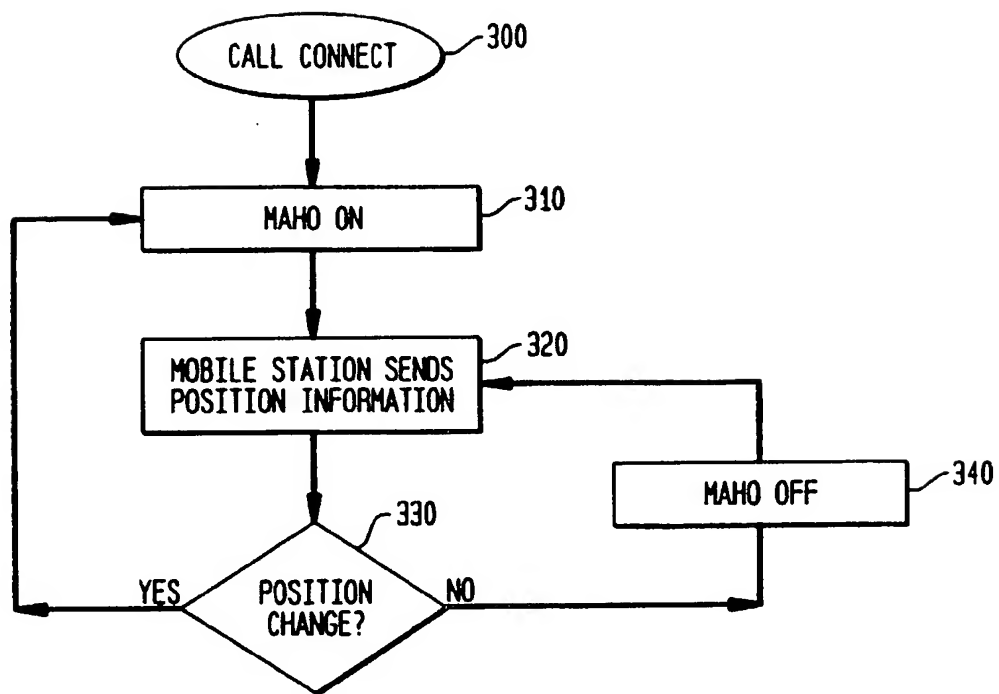 CALL CONNECT
300
MAHO ON
310
MOBILE STATION SENDS
POSITION INFORMATION
320
330
POSITION
CHANGE?
YES
NO
MAHO OFF
340